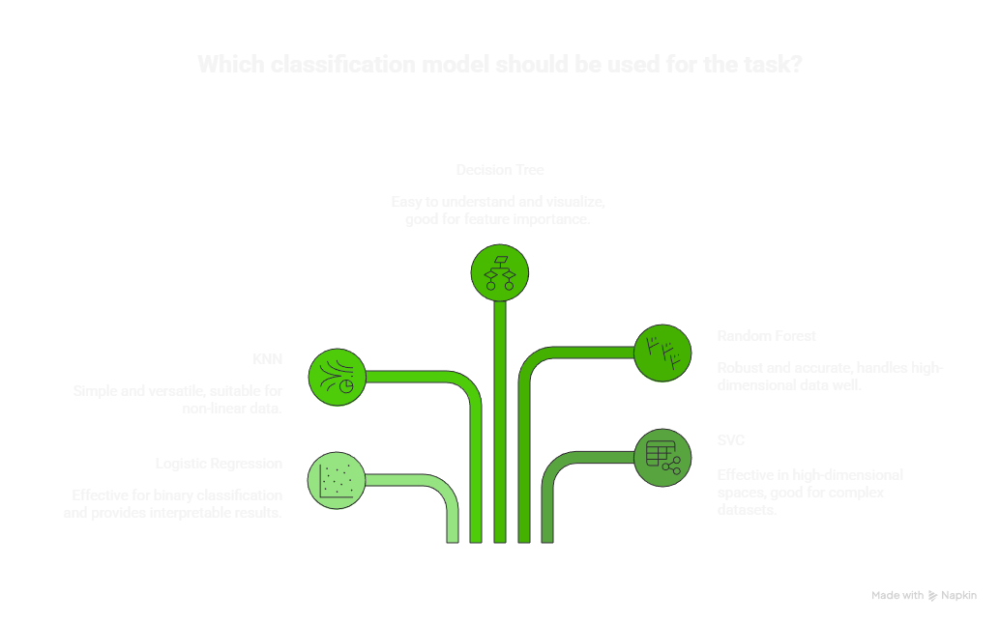 Which classification model should be used for the task?
Decision Tree
Easy to understand and visualize,
good for feature importance.
KNN
Simple and versatile, suitable for
non-linear data.
Random Forest
Robust and accurate, handles high-
dimensional data well.
Logistic Regression
Effective for binary classification
and provides interpretable results.
SVC
Effective in high-dimensional
spaces, good for complex
datasets.
Made with Napkin